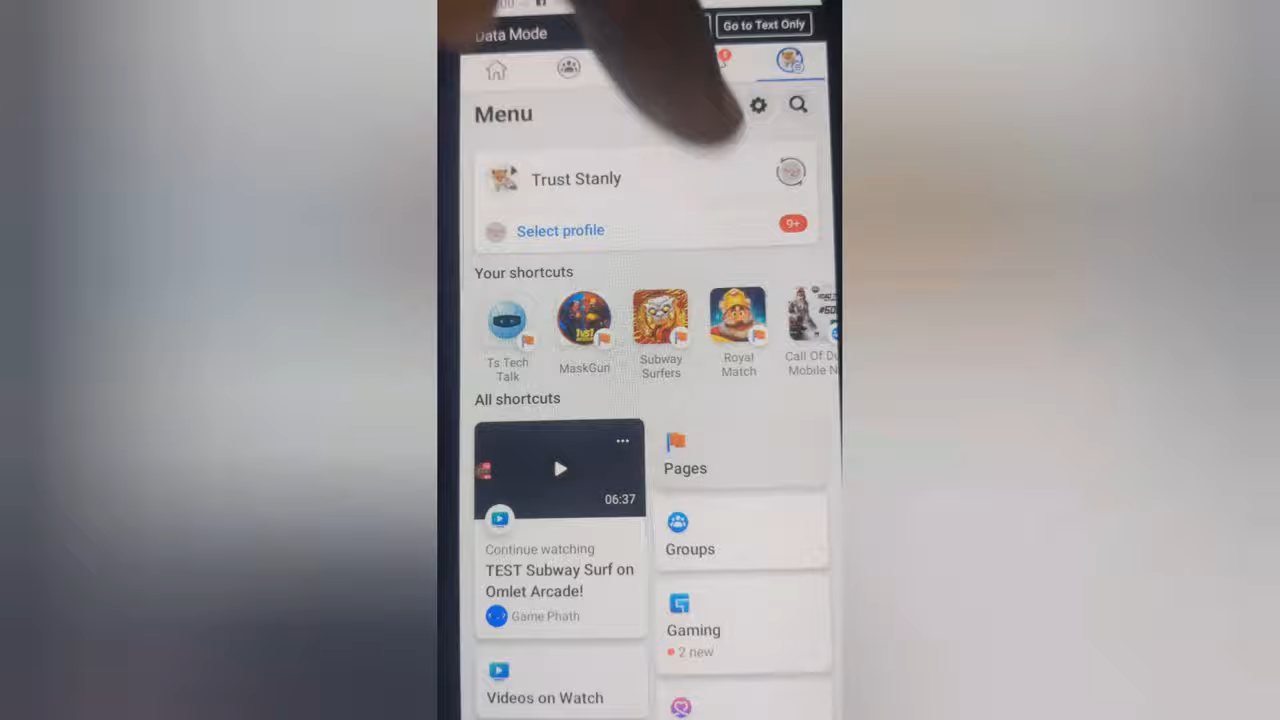 Data Mode
Go to Text Only
Menu
Trust Stanly
Select profile
9+
Your shortcuts
Ts Tech
Talk
MaskGun
Subway
Surfers
Royal
Match
Call Of Du
Mobile N
All shortcuts
06:37
Continue watching
TEST Subway Surf on
Omlet Arcade!
Game Phath
Videos on Watch
Pages
Groups
Gaming
2 new